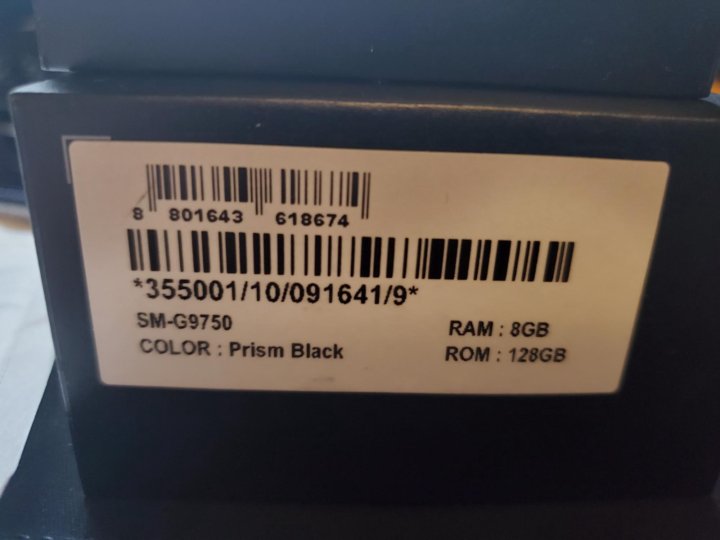 8 801643 618674
*355001/10/091641/9*
SM-G9750
COLOR : Prism Black
RAM : 8GB
ROM : 128GB